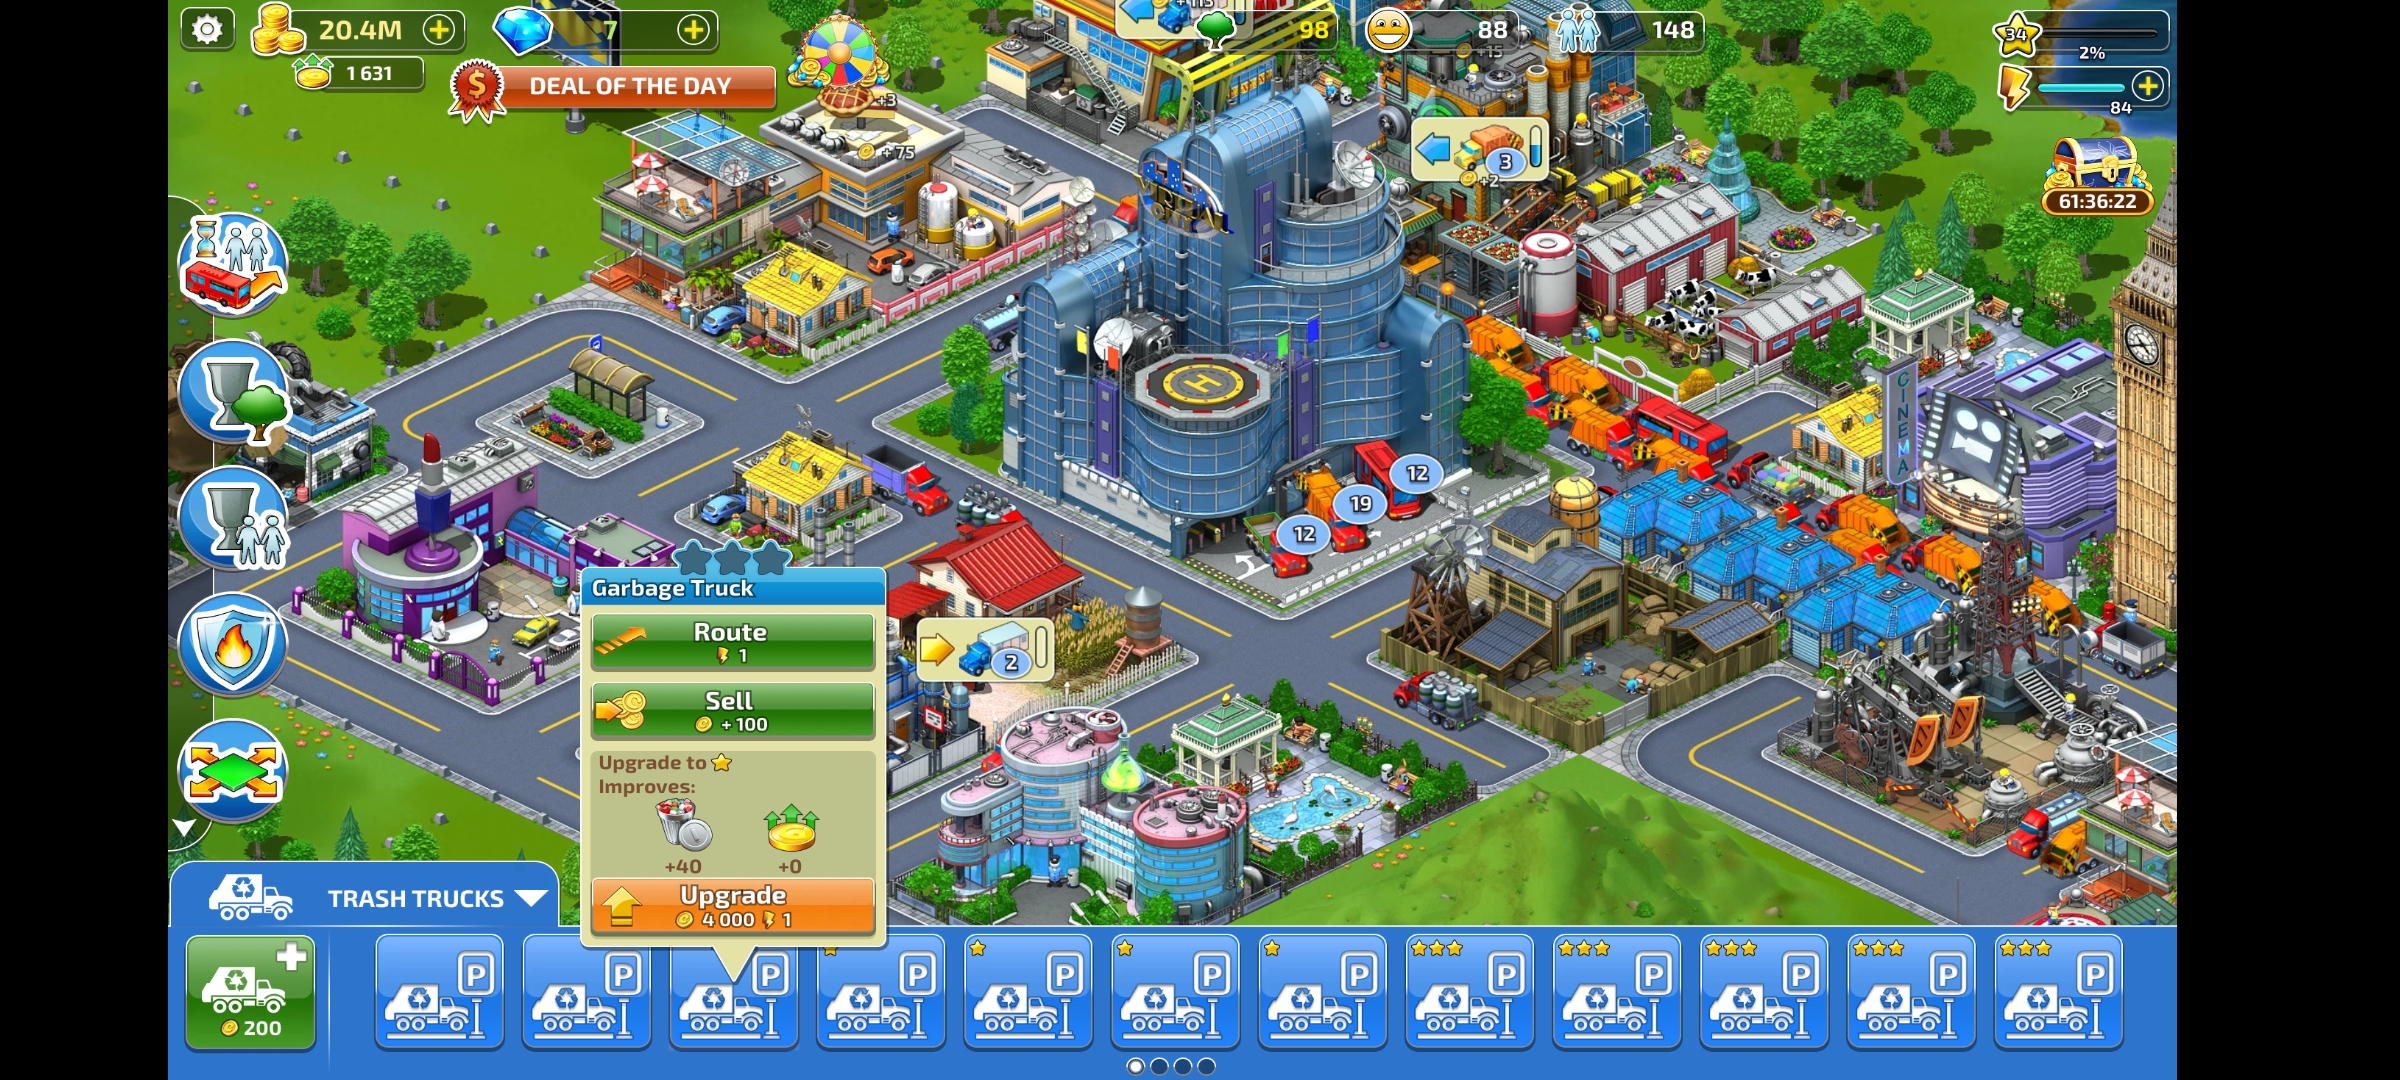 20.4M
7
98
88
148
34
2%
84
1 631
DEAL OF THE DAY
61:36:22
+3
+75
+15
3
+2
12
19
12
CINEMA
H
2
Garbage Truck
Route
1
Sell
+ 100
Upgrade to
Improves:
+40
+0
Upgrade
4 000 1
TRASH TRUCKS
200
P
P
P
P
P
P
P
P
P
P
P
P